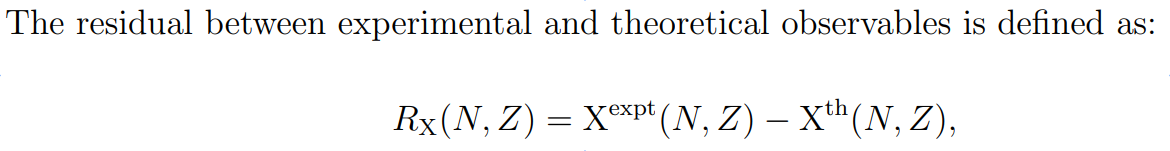 The residual between experimental and theoretical observables is defined as:
R_X(N, Z) = X^expt(N, Z) − X^th(N, Z),